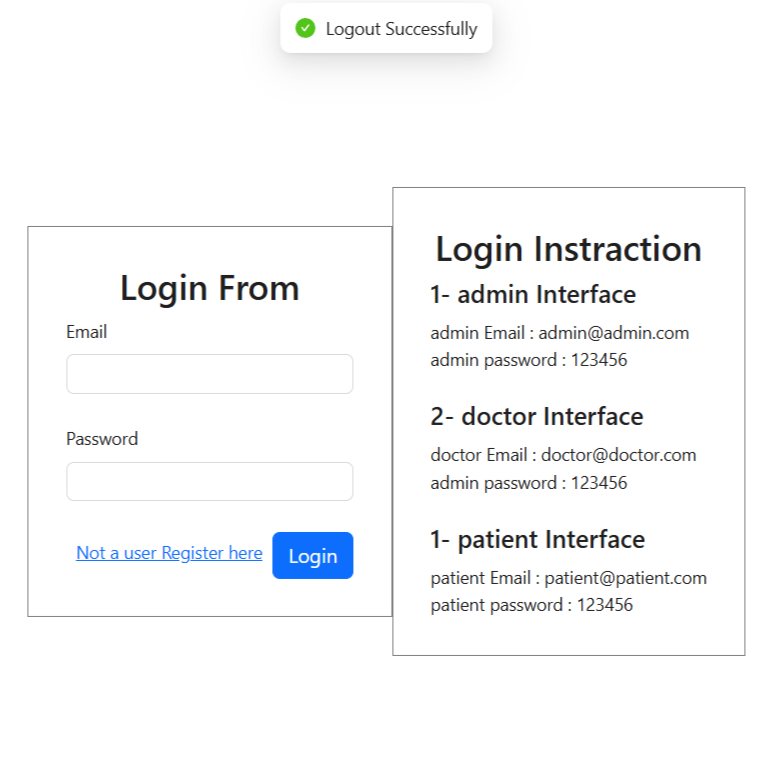 Logout Successfully
Login From
Email
Password
Not a user Register here
Login
Login Instraction
1- admin Interface
admin Email : admin@admin.com
admin password : 123456
2- doctor Interface
doctor Email : doctor@doctor.com
admin password : 123456
1- patient Interface
patient Email : patient@patient.com
patient password : 123456